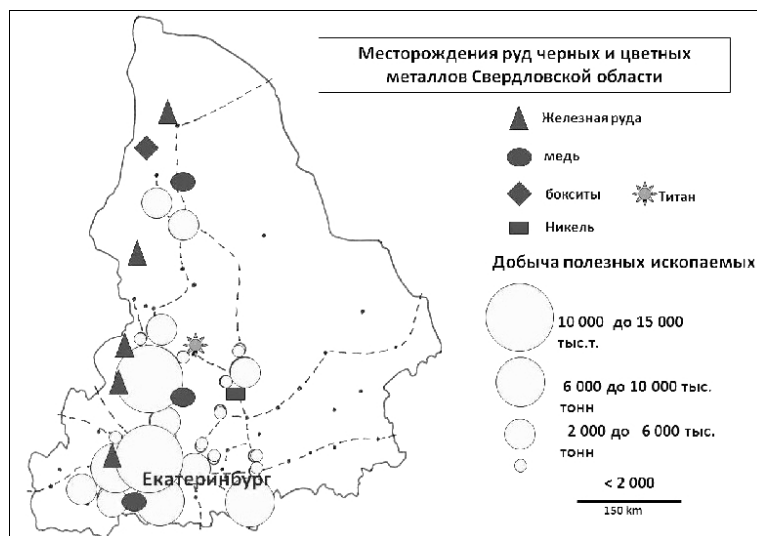 Месторождения руд черных и цветных
металлов Свердловской области
Железная руда
медь
бокситы
Титан
Никель
Добыча полезных ископаемых
10 000 до 15 000
тыс.т.
6 000 до 10 000 тыс.
тонн
2 000 до 6 000 тыс.
тонн
< 2 000
150 km
Екатеринбург